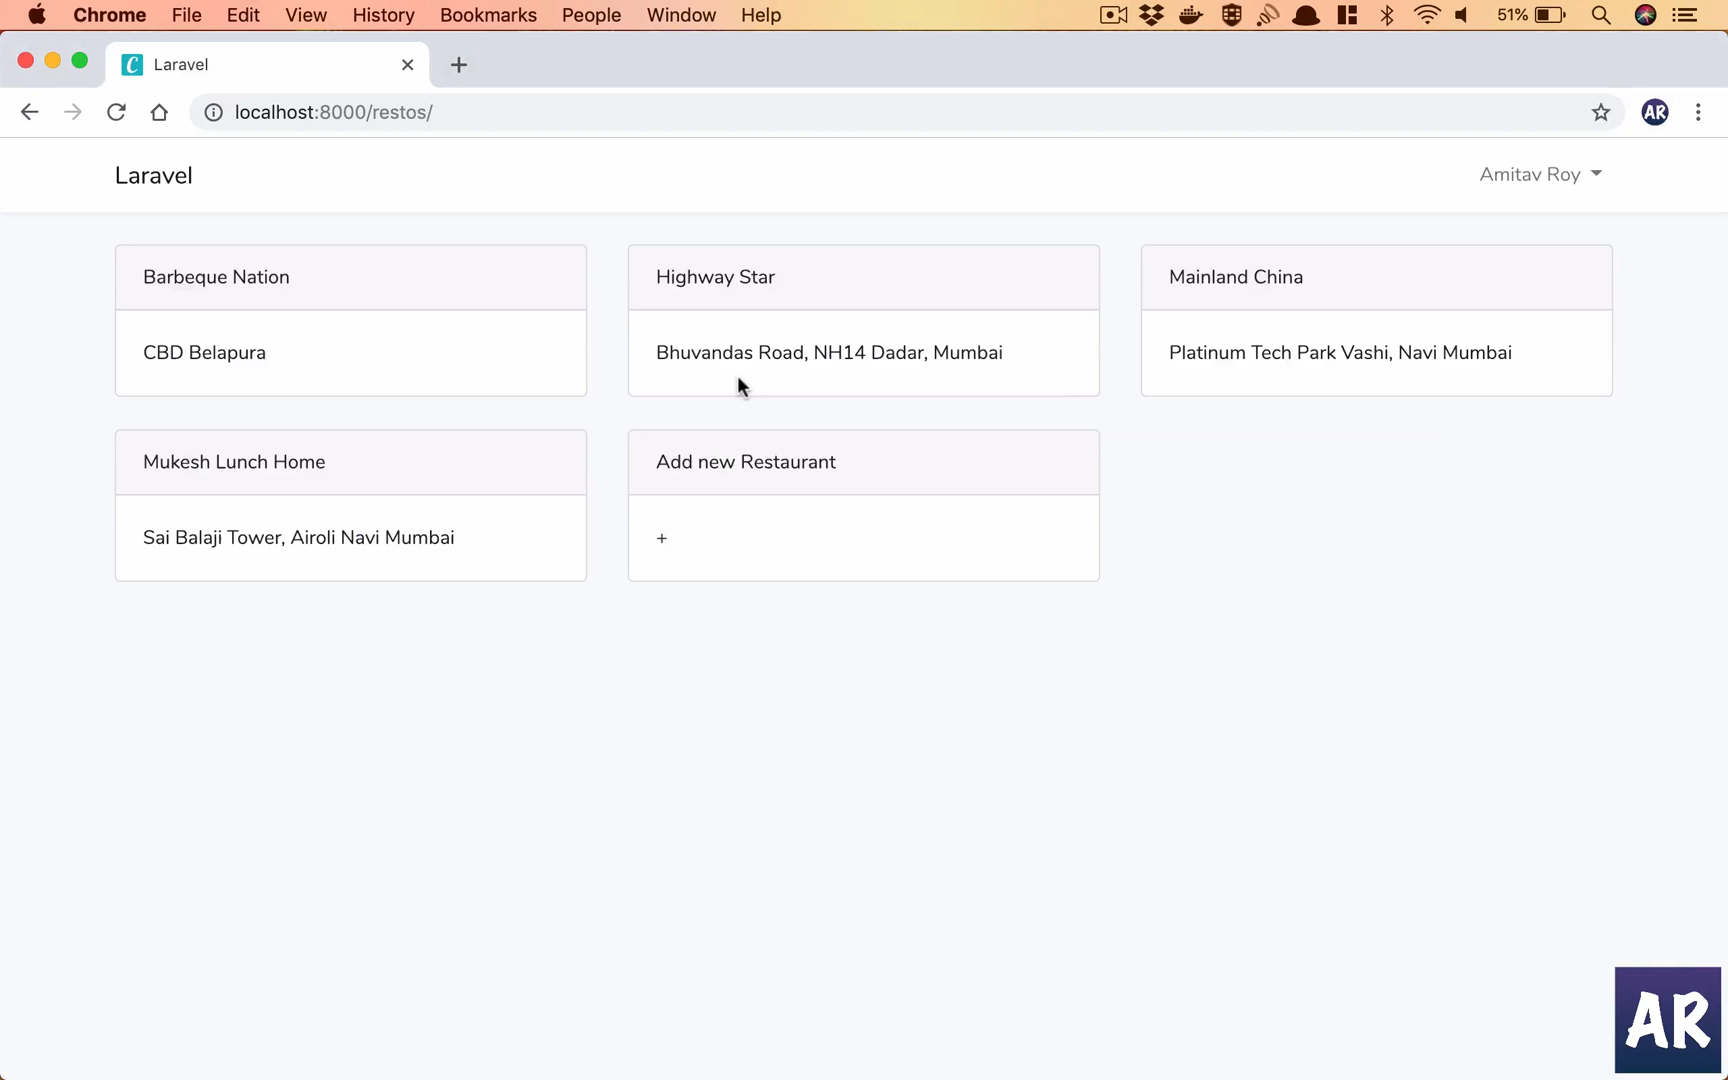 Chrome File Edit View History Bookmarks People Window Help 51%
Laravel
localhost:8000/restos/
AR
Laravel
Amitav Roy
Barbeque Nation
Highway Star
Mainland China
CBD Belapura
Bhuvandas Road, NH14 Dadar, Mumbai
Platinum Tech Park Vashi, Navi Mumbai
Mukesh Lunch Home
Add new Restaurant
Sai Balaji Tower, Airoli Navi Mumbai
+
AR